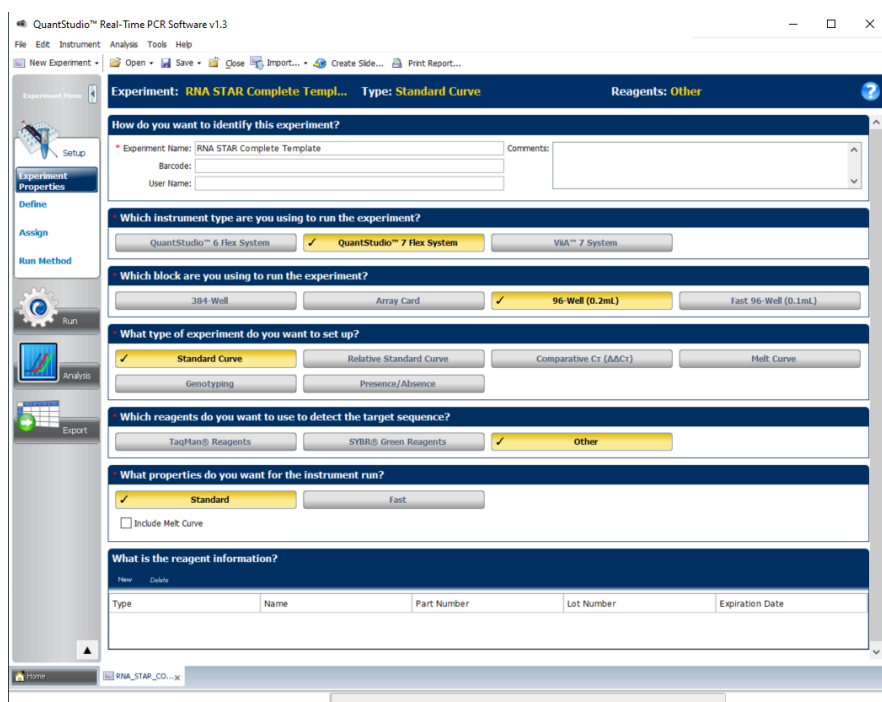 QuantStudio™ Real-Time PCR Software v1.3
File Edit Instrument Analysis Tools Help
New Experiment Open Save Close Import... Create Slide... Print Report...
Experiment Menu
Experiment: RNA STAR Complete Templ... Type: Standard Curve Reagents: Other
How do you want to identify this experiment?
* Experiment Name: RNA STAR Complete Template
Barcode:
User Name:
Comments:
Setup
Experiment Properties
Define
Assign
Run Method
Run
Analysis
Export
* Which instrument type are you using to run the experiment?
QuantStudio™ 6 Flex System ✓ QuantStudio™ 7 Flex System ViiA™ 7 System
* Which block are you using to run the experiment?
384-Well Array Card ✓ 96-Well (0.2mL) Fast 96-Well (0.1mL)
* What type of experiment do you want to set up?
✓ Standard Curve Relative Standard Curve Comparative Cᴛ (ΔΔCᴛ) Melt Curve
Genotyping Presence/Absence
* Which reagents do you want to use to detect the target sequence?
TaqMan® Reagents SYBR® Green Reagents ✓ Other
* What properties do you want for the instrument run?
✓ Standard Fast
Include Melt Curve
What is the reagent information?
New Delete
Type Name Part Number Lot Number Expiration Date
Home RNA_STAR_CO... x